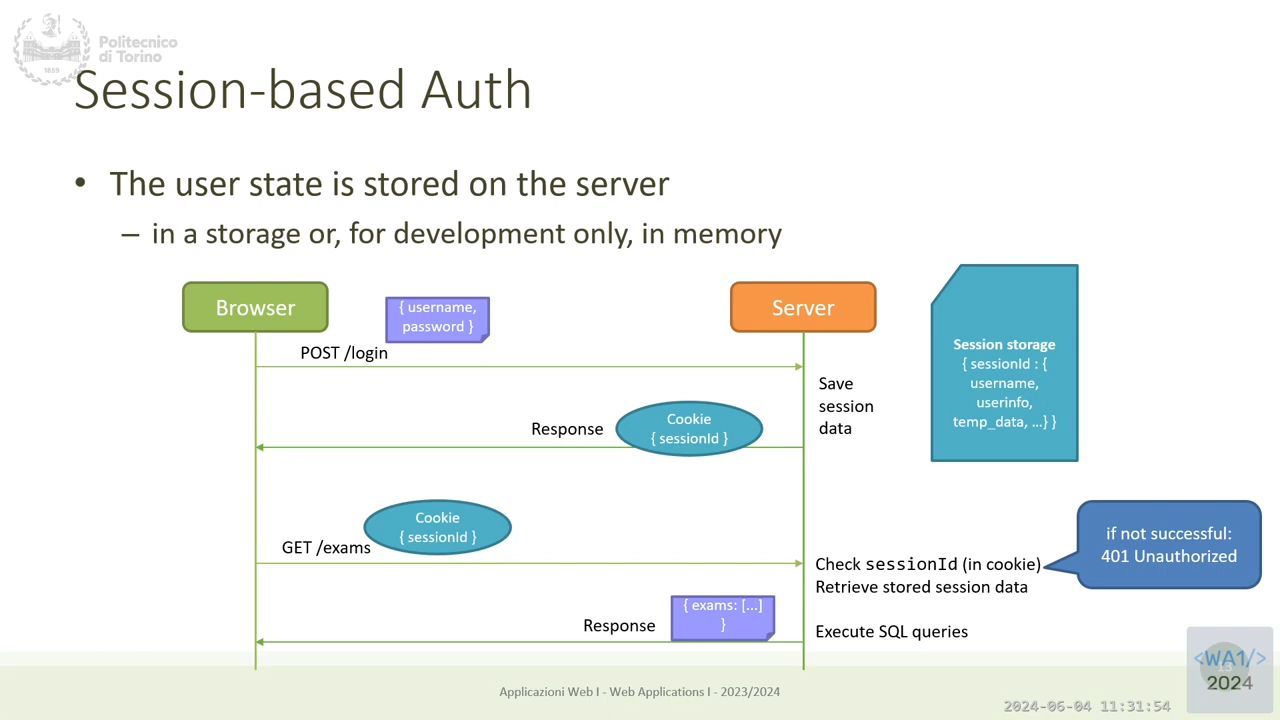 Politecnico
di Torino
1859
Session-based Auth
• The user state is stored on the server
– in a storage or, for development only, in memory
Browser
{ username,
password }
Server
POST /login
Session storage
{ sessionId : {
username,
userinfo,
temp_data, …} }
Save
session
data
Response
Cookie
{ sessionId }
Cookie
{ sessionId }
GET /exams
if not successful:
401 Unauthorized
Check sessionId (in cookie)
Retrieve stored session data
{ exams: [...]
}
Response
Execute SQL queries
<WA1/>
2024
Applicazioni Web I - Web Applications I - 2023/2024
2024-06-04 11:31:54